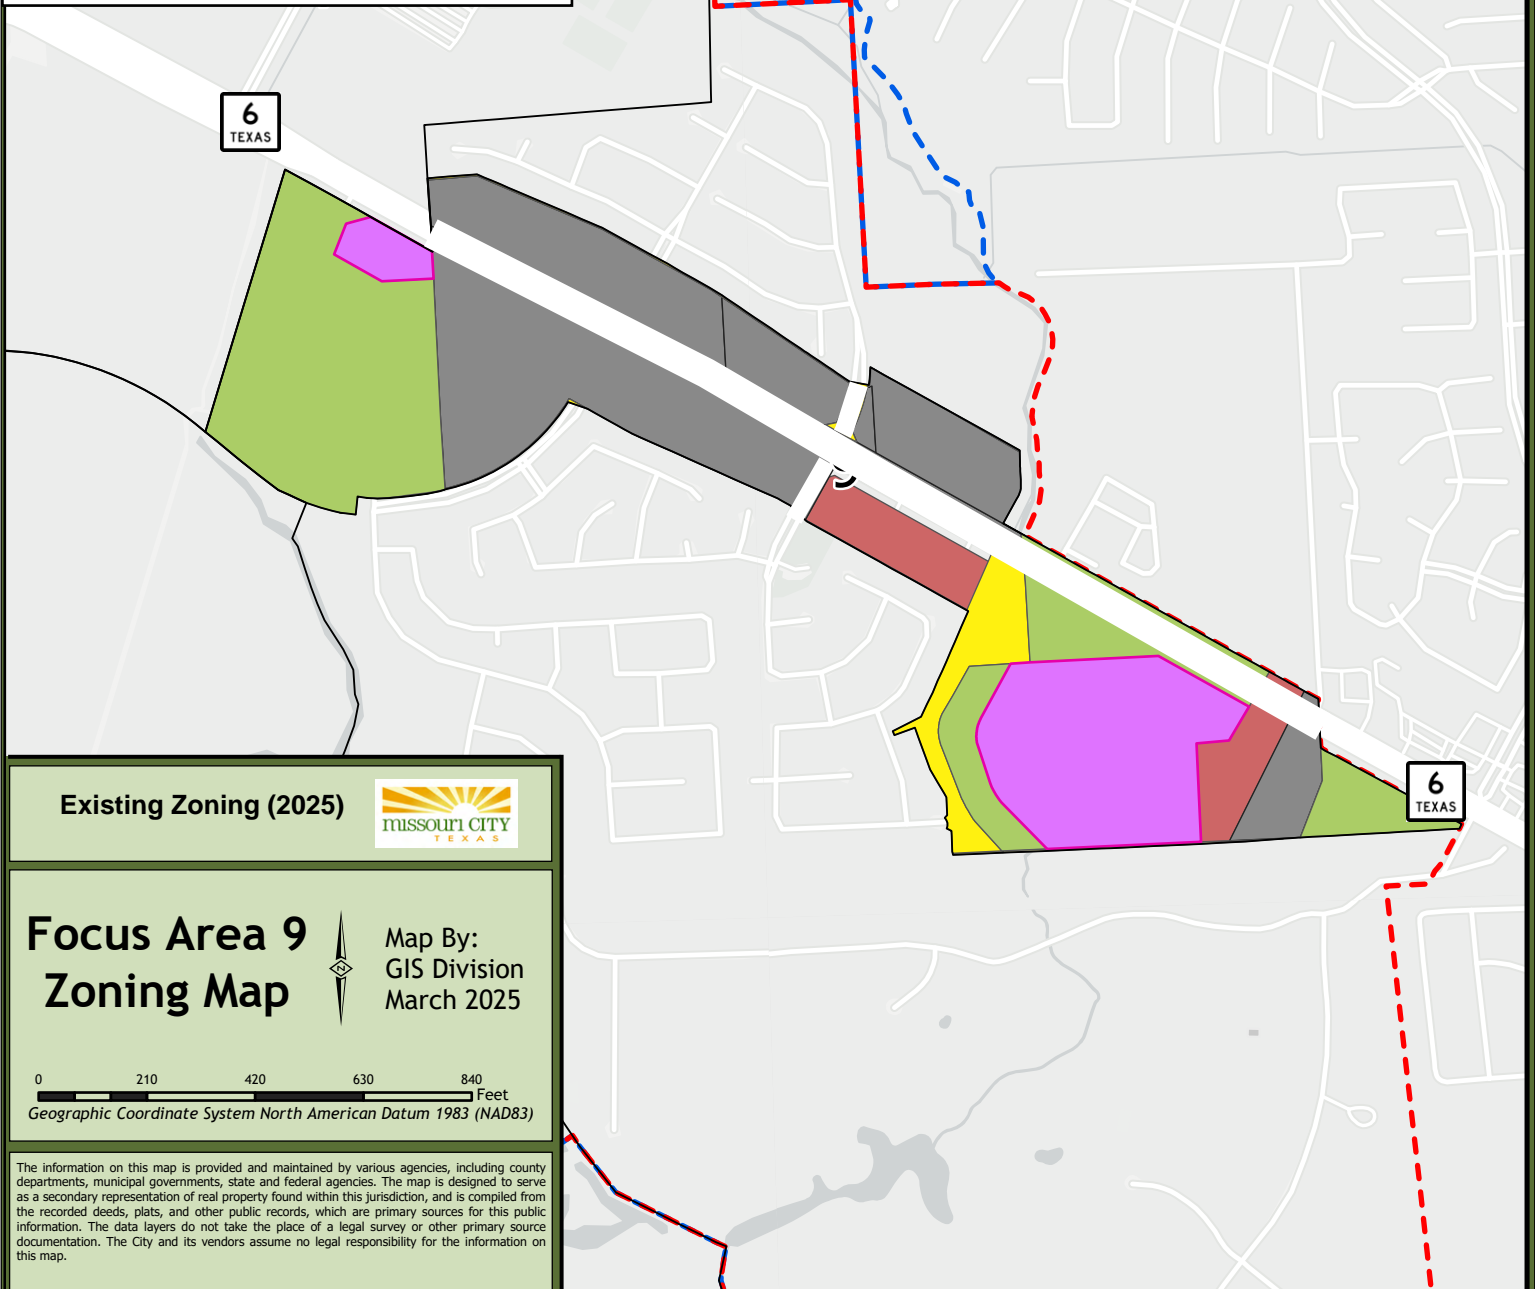 6
TEXAS
6
TEXAS
Existing Zoning (2025)
missouri CITY
TEXAS
Focus Area 9
Zoning Map
N
Map By:
GIS Division
March 2025
0 210 420 630 840
Feet
Geographic Coordinate System North American Datum 1983 (NAD83)
The information on this map is provided and maintained by various agencies, including county
departments, municipal governments, state and federal agencies. The map is designed to serve
as a secondary representation of real property found within this jurisdiction, and is compiled from
the recorded deeds, plats, and other public records, which are primary sources for this public
information. The data layers do not take the place of a legal survey or other primary source
documentation. The City and its vendors assume no legal responsibility for the information on
this map.